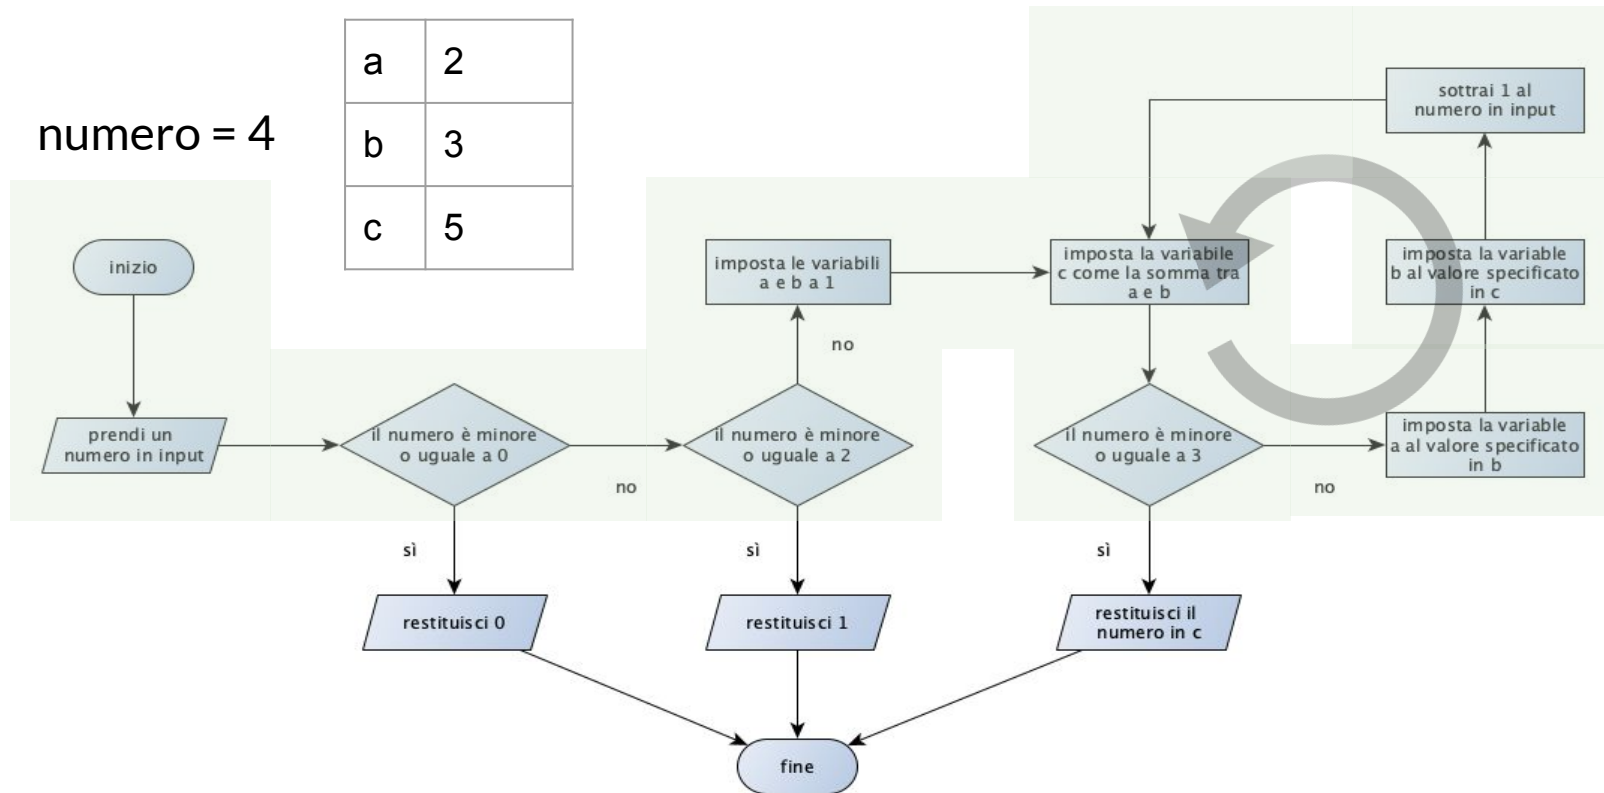 numero = 4
a 2
b 3
c 5
inizio
prendi un
numero in input
il numero è minore
o uguale a 0
no
sì
restituisci 0
il numero è minore
o uguale a 2
no
sì
restituisci 1
imposta le variabili
a e b a 1
imposta la variabile
c come la somma tra
a e b
il numero è minore
o uguale a 3
no
sì
restituisci il
numero in c
imposta la variable
a al valore specificato
in b
imposta la variable
b al valore specificato
in c
sottrai 1 al
numero in input
fine